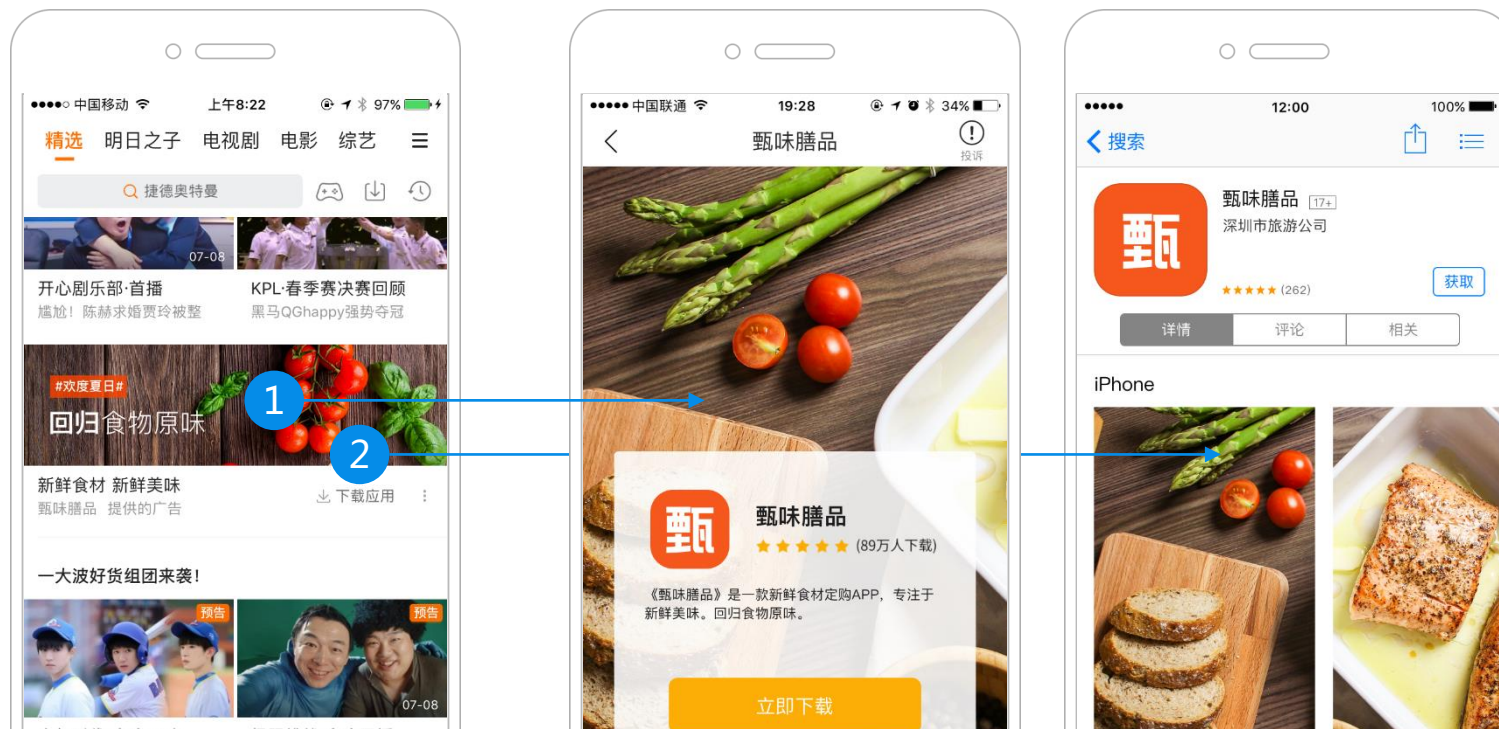 中国移动 上午8:22 97%
精选 明日之子 电视剧 电影 综艺
捷德奥特曼
07-08
开心剧乐部·首播 KPL·春季赛决赛回顾
尴尬！陈赫求婚贾玲被整 黑马QGhappy强势夺冠
#欢度夏日#
回归食物原味
1
2
新鲜食材 新鲜美味
甄味膳品 提供的广告
下载应用
一大波好货组团来袭！
预告 预告
07-08
中国联通 19:28 34%
甄味膳品
投诉
甄
甄味膳品
(89万人下载)
《甄味膳品》是一款新鲜食材定购APP，专注于
新鲜美味。回归食物原味。
立即下载
12:00 100%
搜索
甄
甄味膳品 17+
深圳市旅游公司
(262)
获取
详情 评论 相关
iPhone